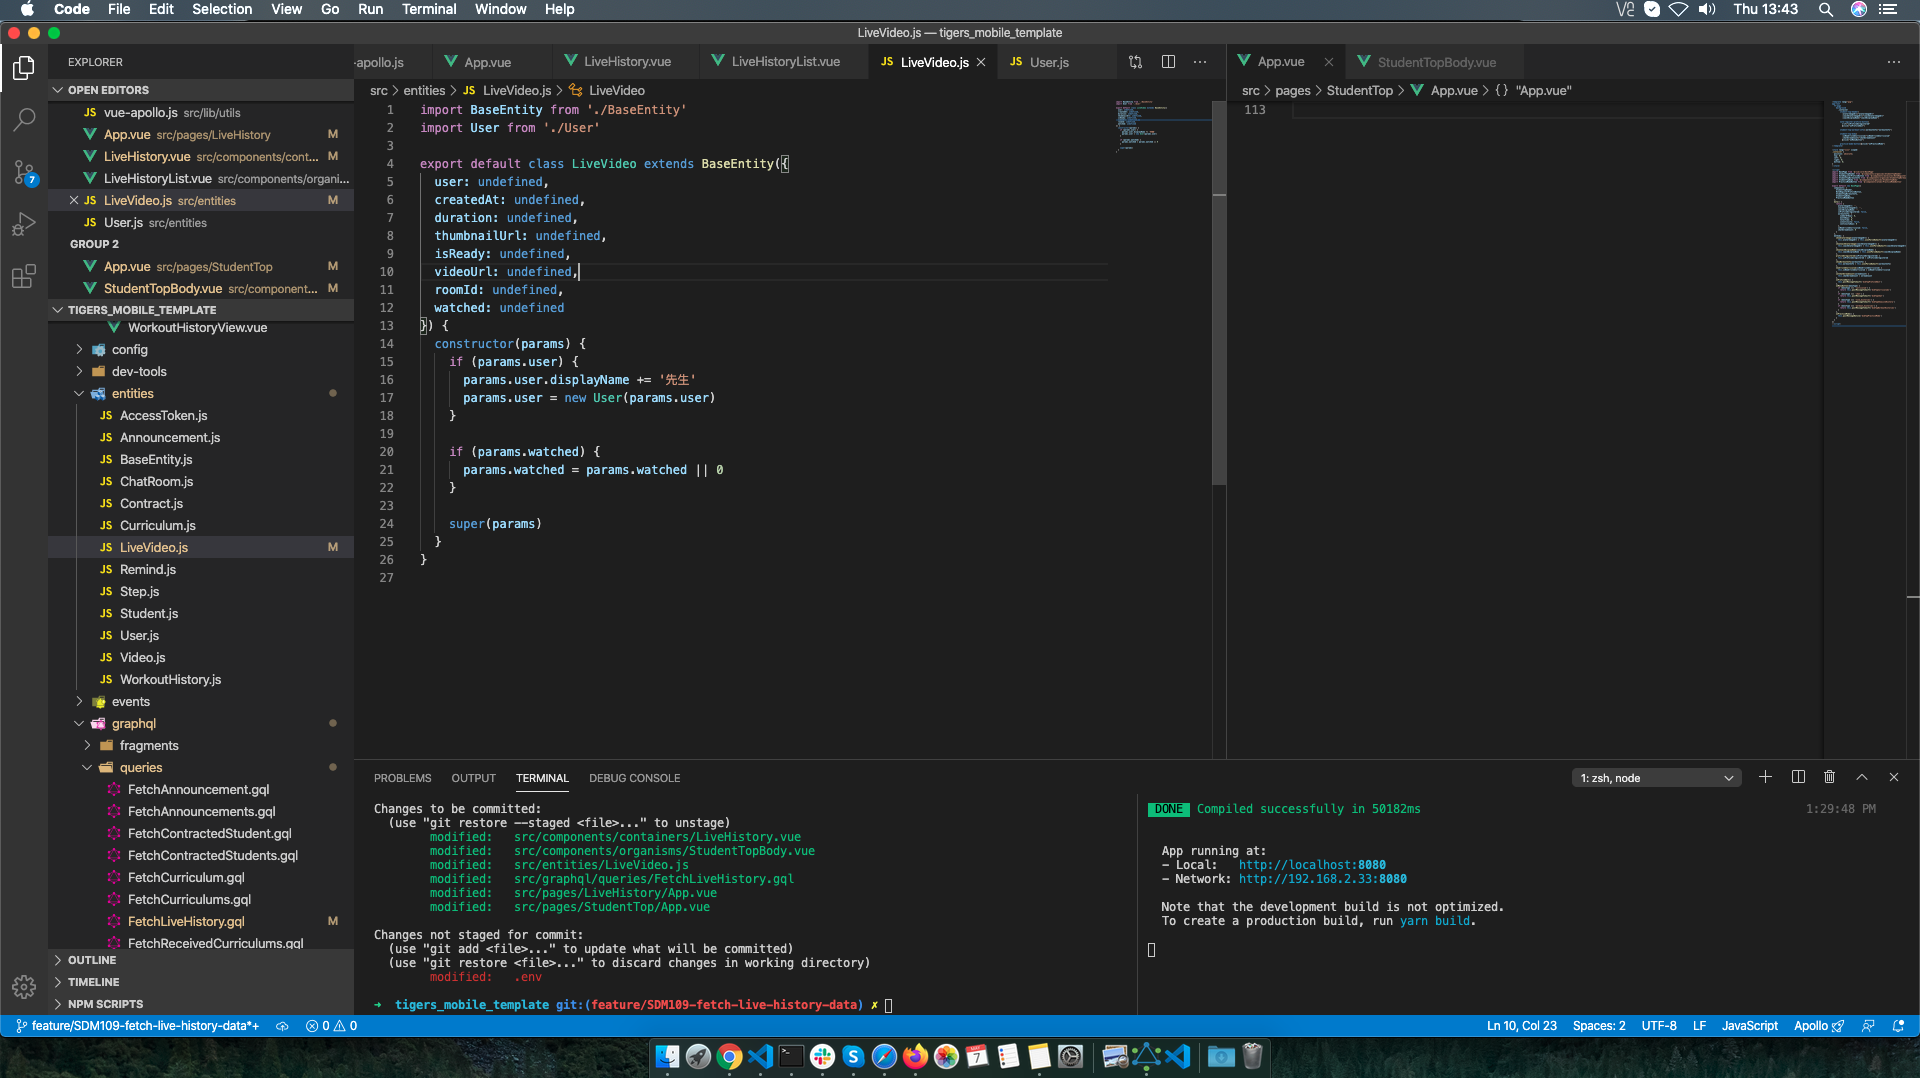 Code File Edit Selection View Go Run Terminal Window Help
Thu 13:43
LiveVideo.js — tigers_mobile_template
EXPLORER
OPEN EDITORS
vue-apollo.js src/lib/utils
App.vue src/pages/LiveHistory M
LiveHistory.vue src/components/cont... M
LiveHistoryList.vue src/components/organi...
JS LiveVideo.js src/entities M
JS User.js src/entities
GROUP 2
App.vue src/pages/StudentTop M
StudentTopBody.vue src/component... M
7
TIGERS_MOBILE_TEMPLATE
WorkoutHistoryView.vue
config
dev-tools
entities
JS AccessToken.js
JS Announcement.js
JS BaseEntity.js
JS ChatRoom.js
JS Contract.js
JS Curriculum.js
JS LiveVideo.js M
JS Remind.js
JS Step.js
JS Student.js
JS User.js
JS Video.js
JS WorkoutHistory.js
events
graphql
fragments
queries
FetchAnnouncement.gql
FetchAnnouncements.gql
FetchContractedStudent.gql
FetchContractedStudents.gql
FetchCurriculum.gql
FetchCurriculums.gql
FetchLiveHistory.gql M
FetchReceivedCurriculums.gql
OUTLINE
TIMELINE
NPM SCRIPTS
-apollo.js App.vue LiveHistory.vue LiveHistoryList.vue JS LiveVideo.js JS User.js
src > entities > JS LiveVideo.js > LiveVideo
1 import BaseEntity from './BaseEntity'
2 import User from './User'
3
4 export default class LiveVideo extends BaseEntity({
5 user: undefined,
6 createdAt: undefined,
7 duration: undefined,
8 thumbnailUrl: undefined,
9 isReady: undefined,
10 videoUrl: undefined,
11 roomId: undefined,
12 watched: undefined
13 }) {
14 constructor(params) {
15 if (params.user) {
16 params.user.displayName += '先生'
17 params.user = new User(params.user)
18 }
19
20 if (params.watched) {
21 params.watched = params.watched || 0
22 }
23
24 super(params)
25 }
26 }
27
App.vue StudentTopBody.vue
src > pages > StudentTop > App.vue > {} "App.vue"
113
PROBLEMS OUTPUT TERMINAL DEBUG CONSOLE
1: zsh, node
Changes to be committed:
(use "git restore --staged <file>..." to unstage)
modified: src/components/containers/LiveHistory.vue
modified: src/components/organisms/StudentTopBody.vue
modified: src/entities/LiveVideo.js
modified: src/graphql/queries/FetchLiveHistory.gql
modified: src/pages/LiveHistory/App.vue
modified: src/pages/StudentTop/App.vue
Changes not staged for commit:
(use "git add <file>..." to update what will be committed)
(use "git restore <file>..." to discard changes in working directory)
modified: .env
→ tigers_mobile_template git:(feature/SDM109-fetch-live-history-data) ✗
DONE Compiled successfully in 50182ms 1:29:48 PM
App running at:
- Local: http://localhost:8080
- Network: http://192.168.2.33:8080
Note that the development build is not optimized.
To create a production build, run yarn build.
feature/SDM109-fetch-live-history-data*+ 0 0
Ln 10, Col 23 Spaces: 2 UTF-8 LF JavaScript Apollo
7